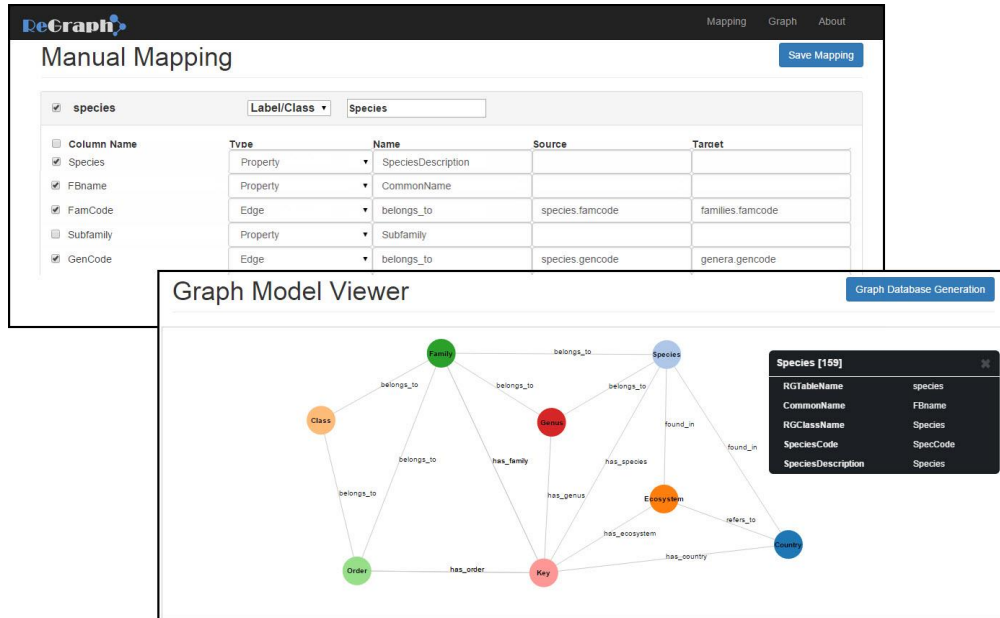 ReGraph Mapping Graph About
Manual Mapping Save Mapping
species Label/Class Species
Column Name Type Name Source Target
Species Property SpeciesDescription
FBname Property CommonName
FamCode Edge belongs_to species.famcode families.famcode
Subfamily Property Subfamily
GenCode Edge belongs_to species.gencode genera.gencode
Graph Model Viewer Graph Database Generation
Family belongs_to Species
Species [159]
RGTableName species
belongs_to belongs_to belongs_to
CommonName FBname
RGClassName Species
Class Genus found_in
SpeciesCode SpecCode
found_in
belongs_to has_family has_species
SpeciesDescription Species
belongs_to has_genus Ecosystem
refers_to
has_ecosystem
Country
has_country
Order has_order Key